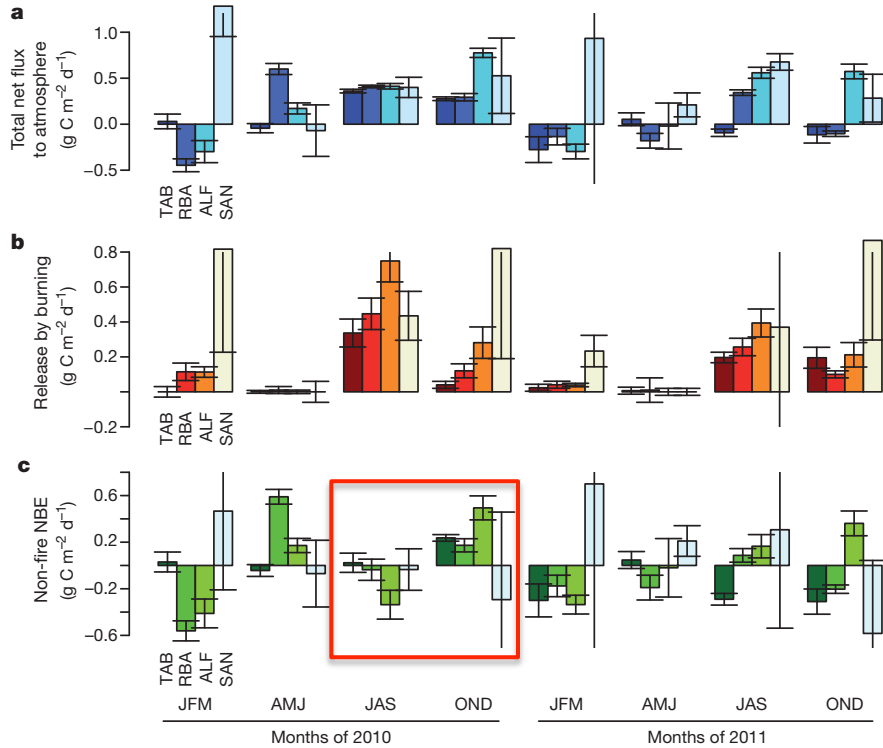 a
Total net flux
to atmosphere
(g C m⁻² d⁻¹)
1.0
0.5
0.0
−0.5
TAB
RBA
ALF
SAN
b
Release by burning
(g C m⁻² d⁻¹)
0.8
0.4
0.2
−0.2
TAB
RBA
ALF
SAN
c
Non-fire NBE
(g C m⁻² d⁻¹)
0.6
0.2
−0.2
−0.6
TAB
RBA
ALF
SAN
JFM AMJ JAS OND JFM AMJ JAS OND
Months of 2010 Months of 2011